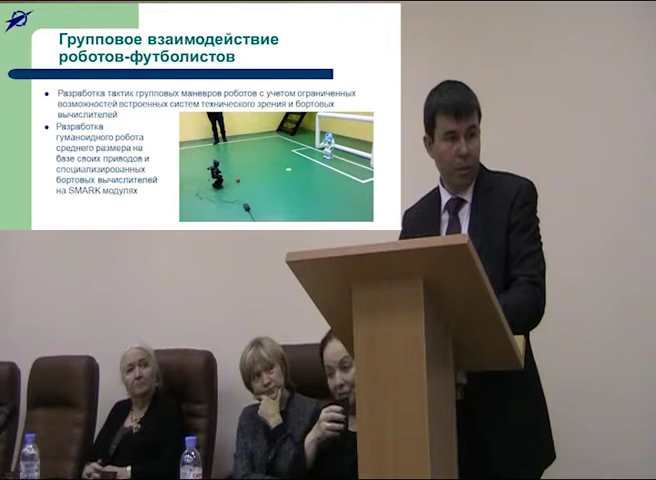 Групповое взаимодействие
роботов-футболистов
Разработка тактик групповых маневров роботов с учетом ограниченных
возможностей встроенных систем технического зрения и бортовых
вычислителей
Разработка
гуманоидного робота
среднего размера на
базе своих приводов и
специализированных
бортовых вычислителей
на SMARK модулях